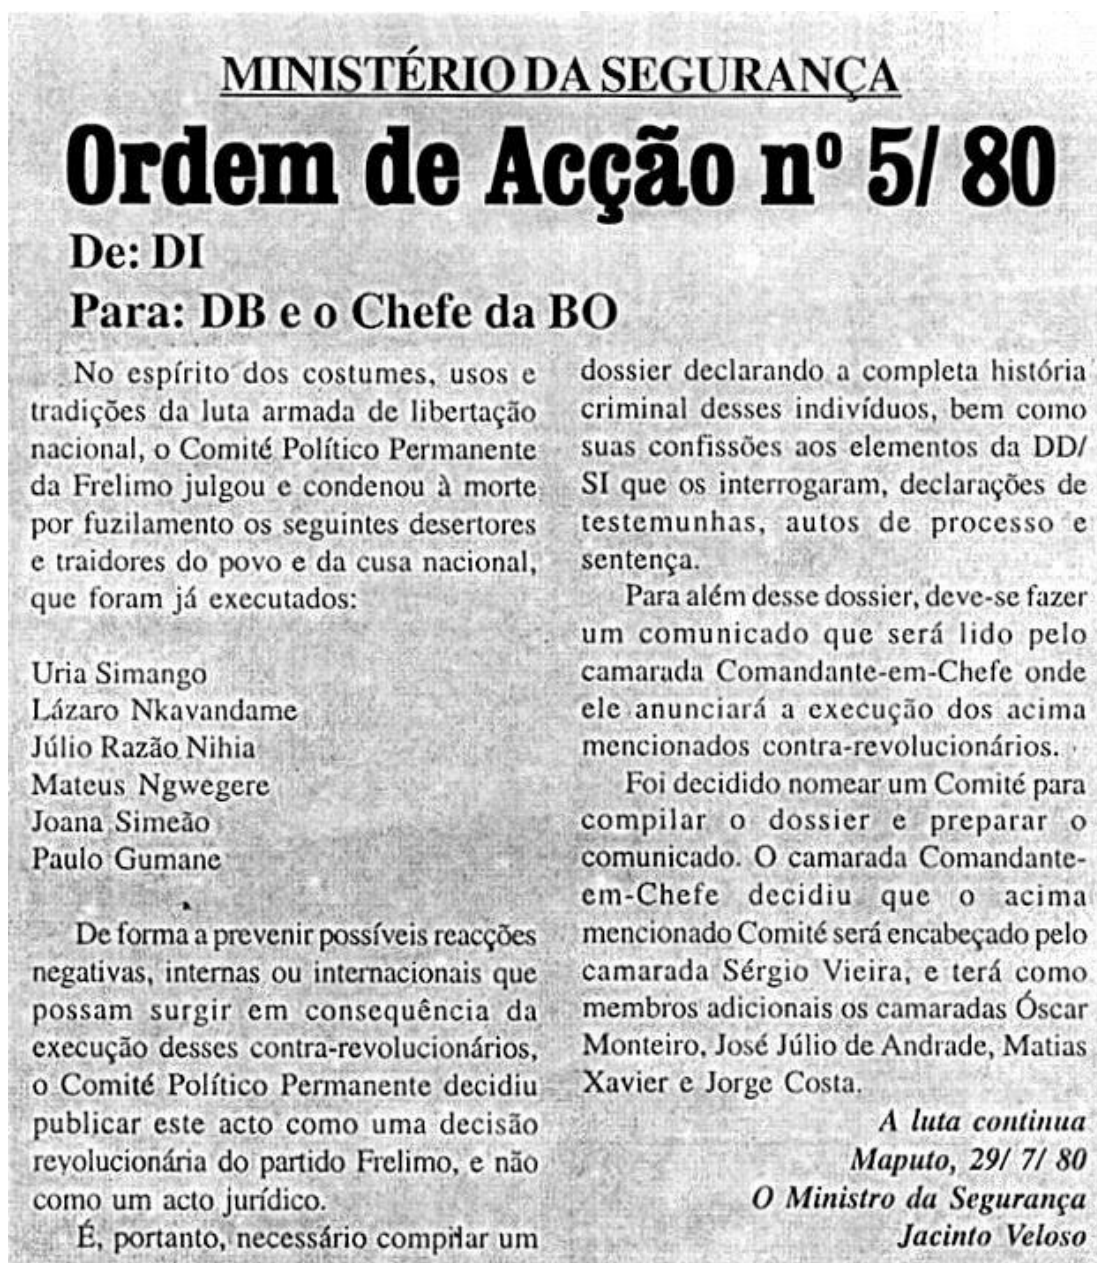 MINISTÉRIO DA SEGURANÇA
Ordem de Acção nº 5/ 80
De: DI
Para: DB e o Chefe da BO
No espírito dos costumes, usos e
tradições da luta armada de libertação
nacional, o Comité Político Permanente
da Frelimo julgou e condenou à morte
por fuzilamento os seguintes desertores
e traidores do povo e da cusa nacional,
que foram já executados:
Uria Simango
Lázaro Nkavandame
Júlio Razão Nihia
Mateus Ngwegere
Joana Simeão
Paulo Gumane
De forma a prevenir possíveis reacções
negativas, internas ou internacionais que
possam surgir em consequência da
execução desses contra-revolucionários,
o Comité Político Permanente decidiu
publicar este acto como uma decisão
revolucionária do partido Frelimo, e não
como um acto jurídico.
É, portanto, necessário compilar um
dossier declarando a completa história
criminal desses indivíduos, bem como
suas confissões aos elementos da DD/
SI que os interrogaram, declarações de
testemunhas, autos de processo e
sentença.
Para além desse dossier, deve-se fazer
um comunicado que será lido pelo
camarada Comandante-em-Chefe onde
ele anunciará a execução dos acima
mencionados contra-revolucionários.
Foi decidido nomear um Comité para
compilar o dossier e preparar o
comunicado. O camarada Comandante-
em-Chefe decidiu que o acima
mencionado Comité será encabeçado pelo
camarada Sérgio Vieira, e terá como
membros adicionais os camaradas Óscar
Monteiro, José Júlio de Andrade, Matias
Xavier e Jorge Costa.
A luta continua
Maputo, 29/ 7/ 80
O Ministro da Segurança
Jacinto Veloso